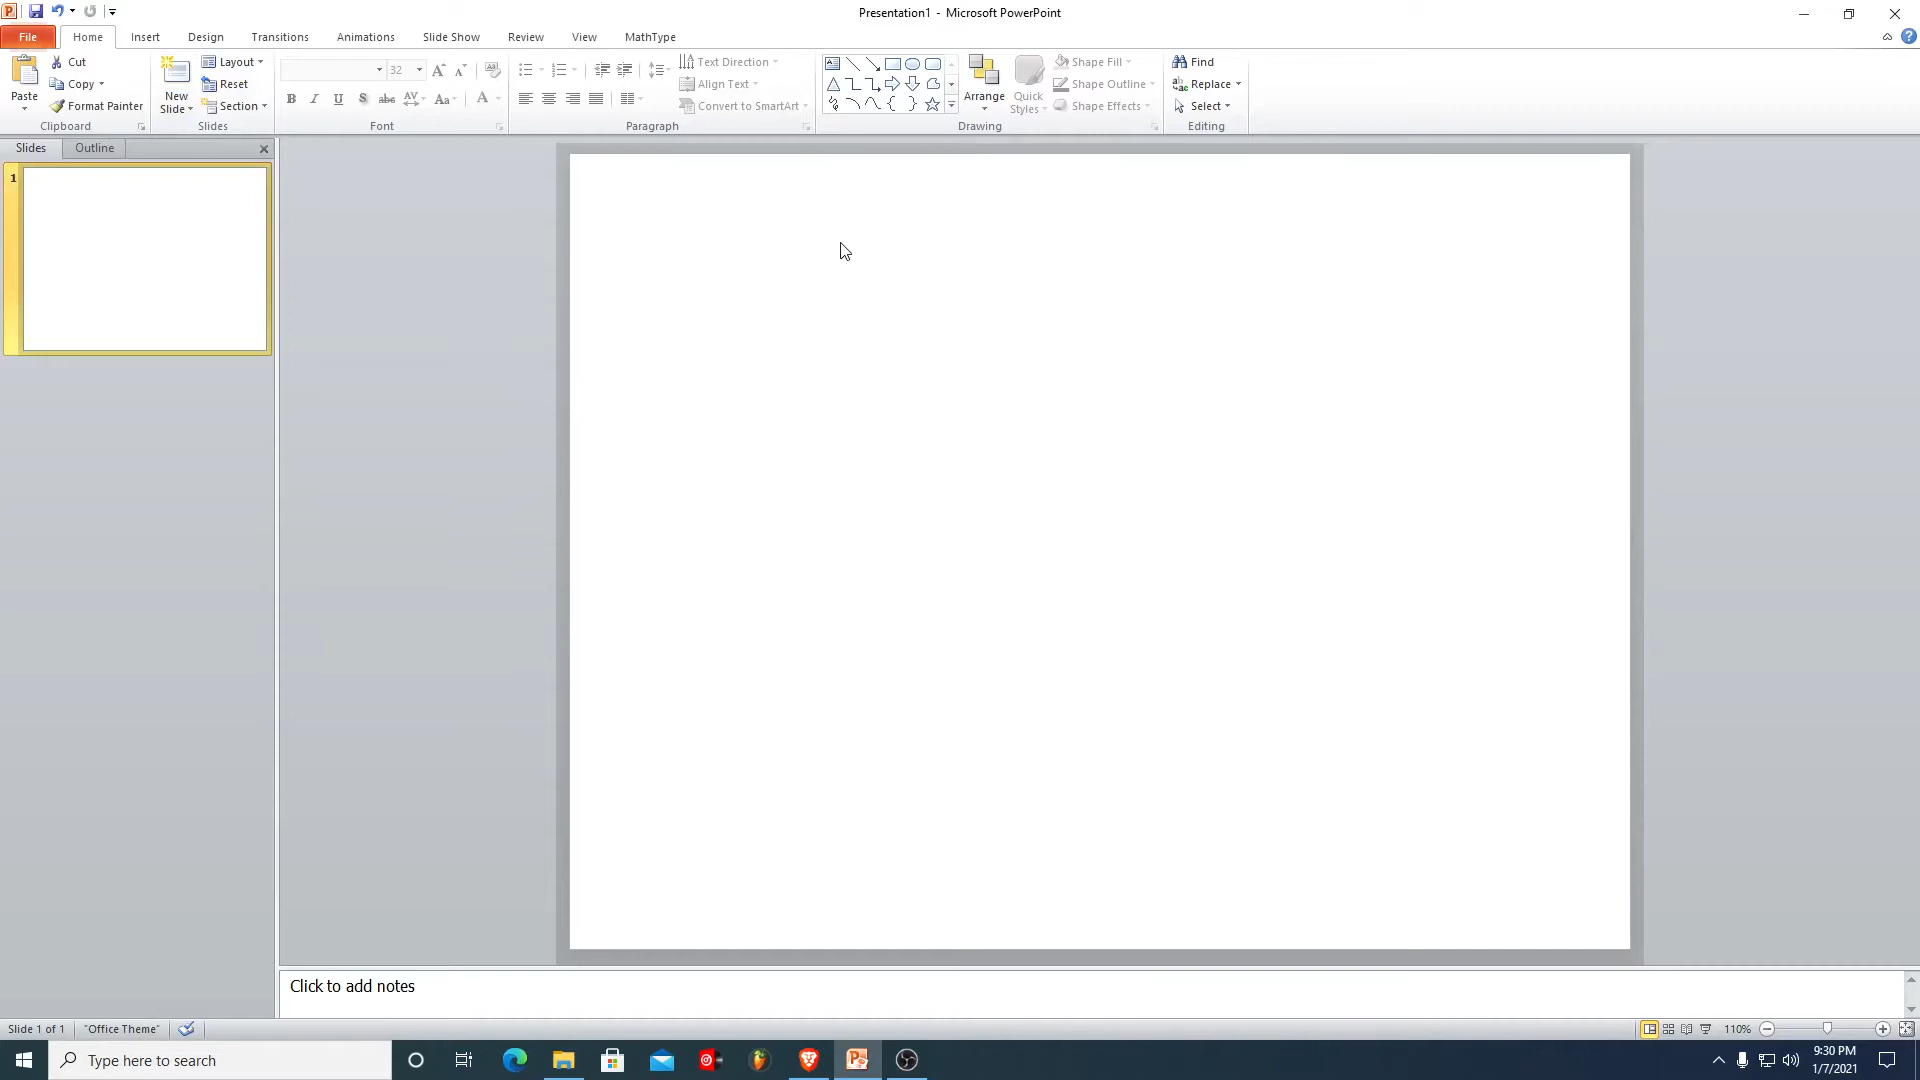 Presentation1 - Microsoft PowerPoint
File Home Insert Design Transitions Animations Slide Show Review View MathType
Paste
Cut
Copy
Format Painter
Clipboard
New
Slide
Layout
Reset
Section
Slides
32
B I U S abc AV Aa A
Font
Text Direction
Align Text
Convert to SmartArt
Paragraph
Arrange
Quick
Styles
Shape Fill
Shape Outline
Shape Effects
Drawing
Find
Replace
Select
Editing
Slides Outline
1
Click to add notes
Slide 1 of 1 "Office Theme" 110%
Type here to search
9:30 PM
1/7/2021